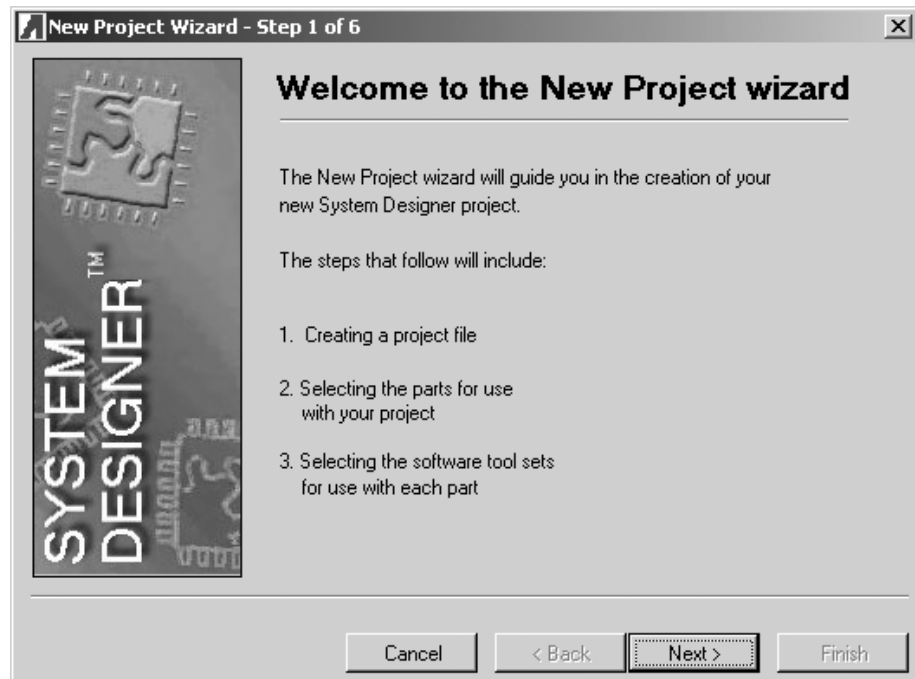 New Project Wizard - Step 1 of 6
SYSTEM
DESIGNER™
Welcome to the New Project wizard
The New Project wizard will guide you in the creation of your
new System Designer project.
The steps that follow will include:
1. Creating a project file
2. Selecting the parts for use
with your project
3. Selecting the software tool sets
for use with each part
Cancel
< Back
Next >
Finish